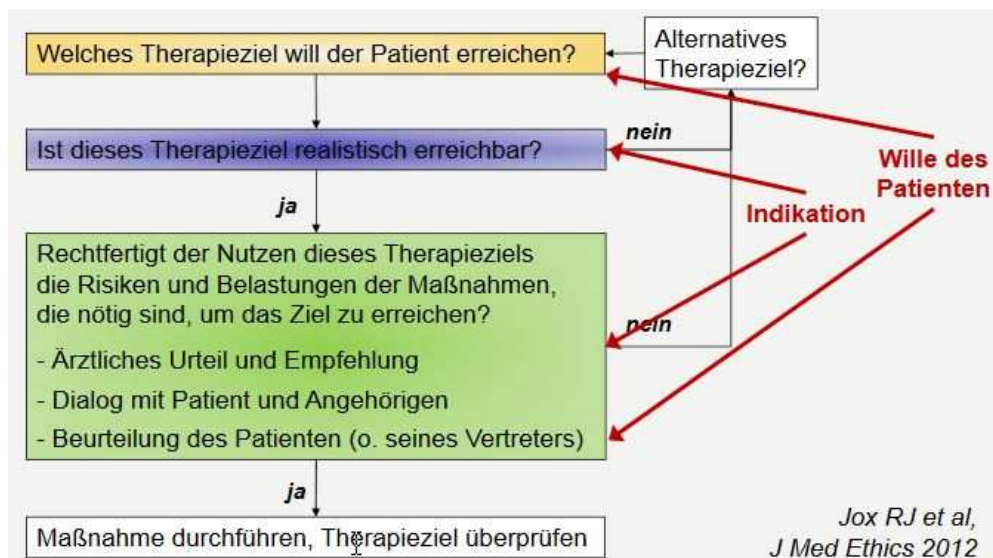 Welches Therapieziel will der Patient erreichen?
Alternatives
Therapieziel?
Ist dieses Therapieziel realistisch erreichbar?
nein
Wille des
Patienten
Indikation
ja
Rechtfertigt der Nutzen dieses Therapieziels
die Risiken und Belastungen der Maßnahmen,
die nötig sind, um das Ziel zu erreichen?
nein
- Ärztliches Urteil und Empfehlung
- Dialog mit Patient und Angehörigen
- Beurteilung des Patienten (o. seines Vertreters)
ja
Maßnahme durchführen, Therapieziel überprüfen
Jox RJ et al,
J Med Ethics 2012